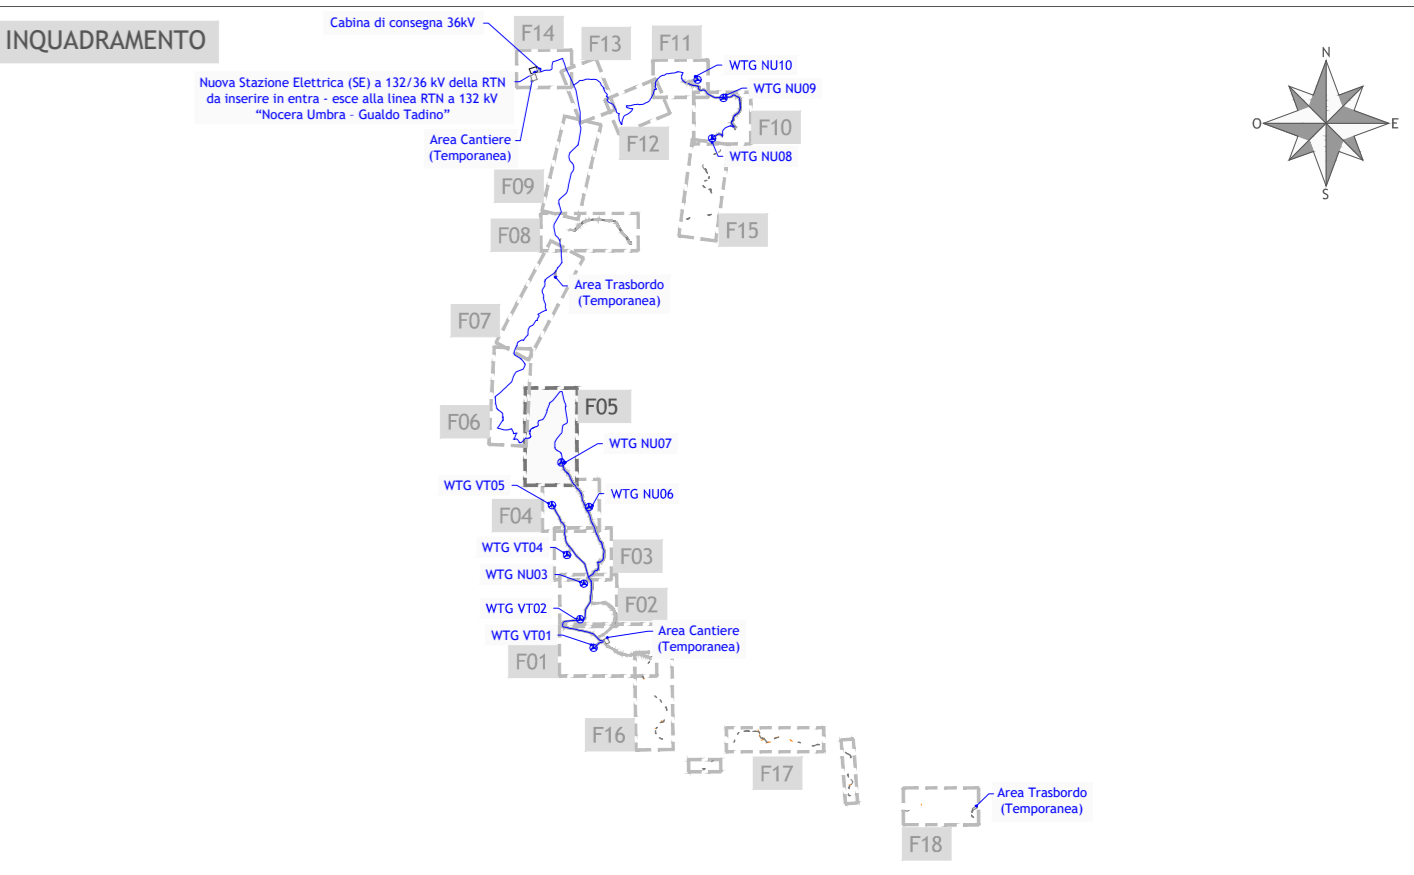 INQUADRAMENTO
Cabina di consegna 36kV
F14
F13
F11
WTG NU10
WTG NU09
Nuova Stazione Elettrica (SE) a 132/36 kV della RTN
da inserire in entra - esce alla linea RTN a 132 kV
“Nocera Umbra - Gualdo Tadino”
Area Cantiere
(Temporanea)
F12
F10
WTG NU08
N
O
E
S
F09
F08
F15
Area Trasbordo
(Temporanea)
F07
F06
F05
WTG NU07
WTG VT05
WTG NU06
F04
WTG VT04
F03
WTG NU03
WTG VT02
F02
WTG VT01
Area Cantiere
(Temporanea)
F01
F16
F17
Area Trasbordo
(Temporanea)
F18